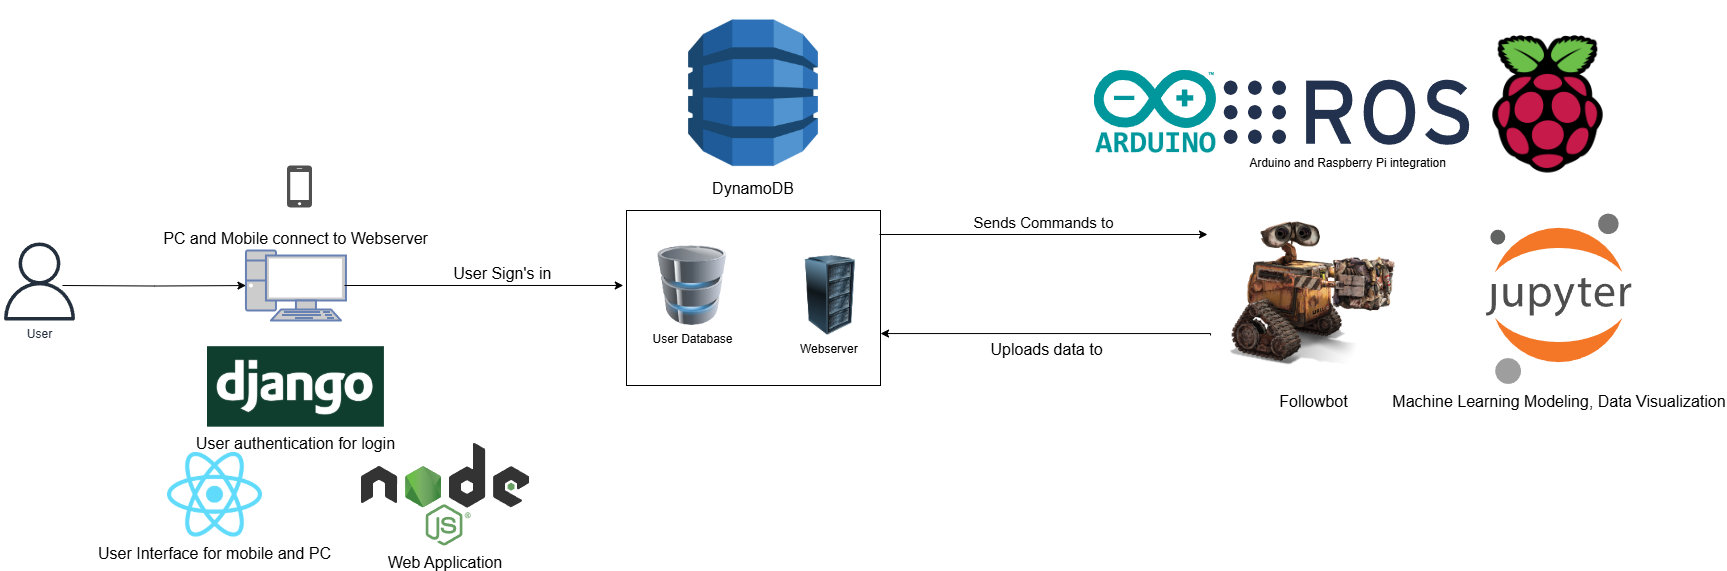 DynamoDB
™
ARDUINO
ROS
Arduino and Raspberry Pi integration
PC and Mobile connect to Webserver
User Sign's in
User
User Database
Webserver
Sends Commands to
Uploads data to
Followbot
jupyter
Machine Learning Modeling, Data Visualization
django
User authentication for login
User Interface for mobile and PC
node
JS®
Web Application